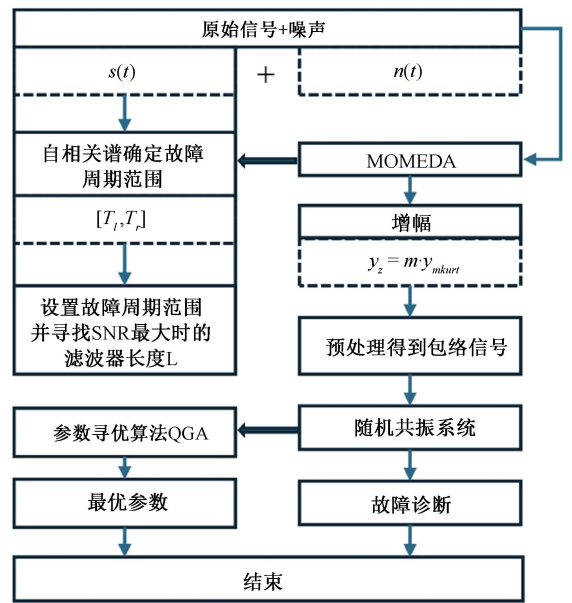 原始信号+噪声
s(t)
+
n(t)
自相关谱确定故障
周期范围
MOMEDA
[T_l,T_r]
增幅
y_z = m·y_mkurt
设置故障周期范围
并寻找SNR最大时的
滤波器长度L
预处理得到包络信号
参数寻优算法QGA
随机共振系统
最优参数
故障诊断
结束